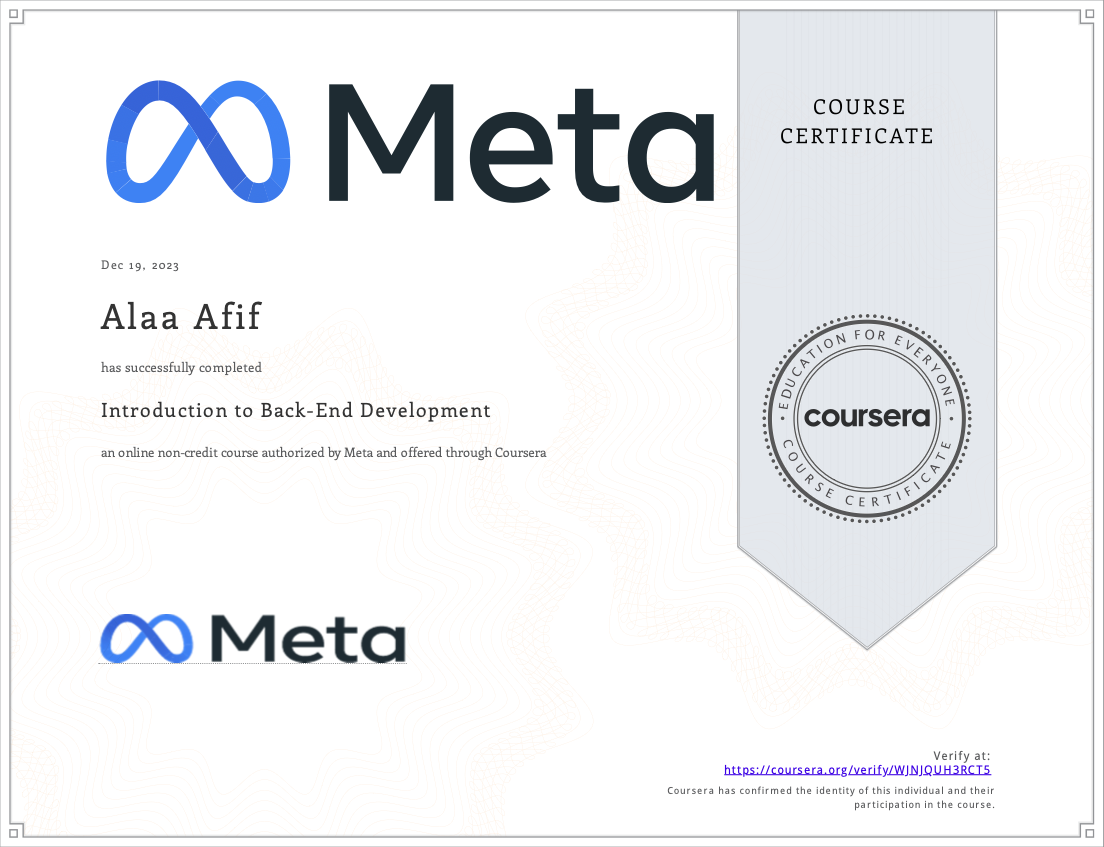 Meta
COURSE
CERTIFICATE
Dec 19, 2023
Alaa Afif
has successfully completed
Introduction to Back-End Development
an online non-credit course authorized by Meta and offered through Coursera
EDUCATION FOR EVERYONE
coursera
COURSE CERTIFICATE
Meta
Verify at:
https://coursera.org/verify/WJNJQUH3RCT5
Coursera has confirmed the identity of this individual and their
participation in the course.